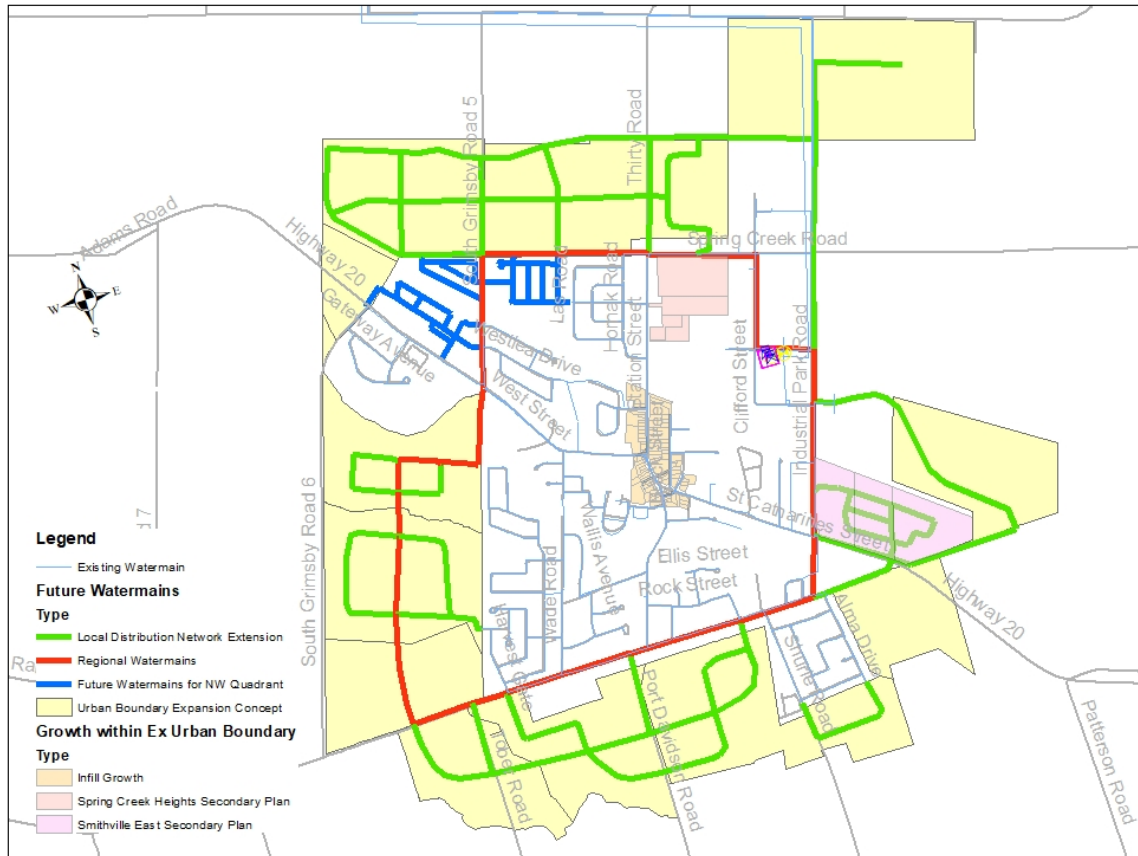 South Grimsby Road 5
Thirty Road
Adams Road
Highway 20
Spring Creek Road
N
W
E
S
Gateway Avenue
Las Road
Hornak Road
Station Street
Westlea Drive
West Street
Clifford Street
Industrial Park Road
St Catharines Street
South Grimsby Road 6
Wade Road
Wallis Avenue
Ellis Street
Rock Street
Harvest Gate
Highway 20
Alma Drive
Shurie Road
Port Davidson Road
Tober Road
Patterson Road
d 7
Ra
Legend
Existing Watermain
Future Watermains
Type
Local Distribution Network Extension
Regional Watermains
Future Watermains for NW Quadrant
Urban Boundary Expansion Concept
Growth within Ex Urban Boundary
Type
Infill Growth
Spring Creek Heights Secondary Plan
Smithville East Secondary Plan